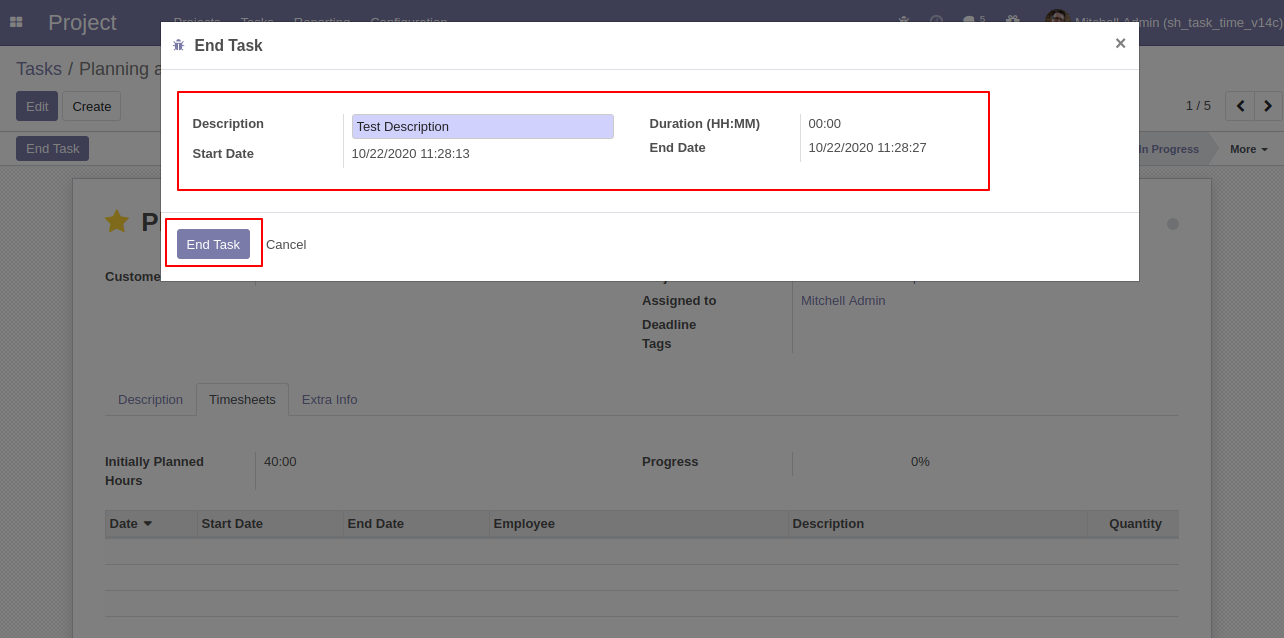 Project Projects Tasks Reporting Configuration 5 Mitchell Admin (sh_task_time_v14c)
End Task ×
Tasks / Planning a
Edit Create 1 / 5
Description Test Description Duration (HH:MM) 00:00
Start Date 10/22/2020 11:28:13 End Date 10/22/2020 11:28:27
End Task In Progress More
End Task Cancel
Assigned to Mitchell Admin
Deadline
Tags
Description Timesheets Extra Info
Initially Planned Hours 40:00 Progress 0%
Date Start Date End Date Employee Description Quantity